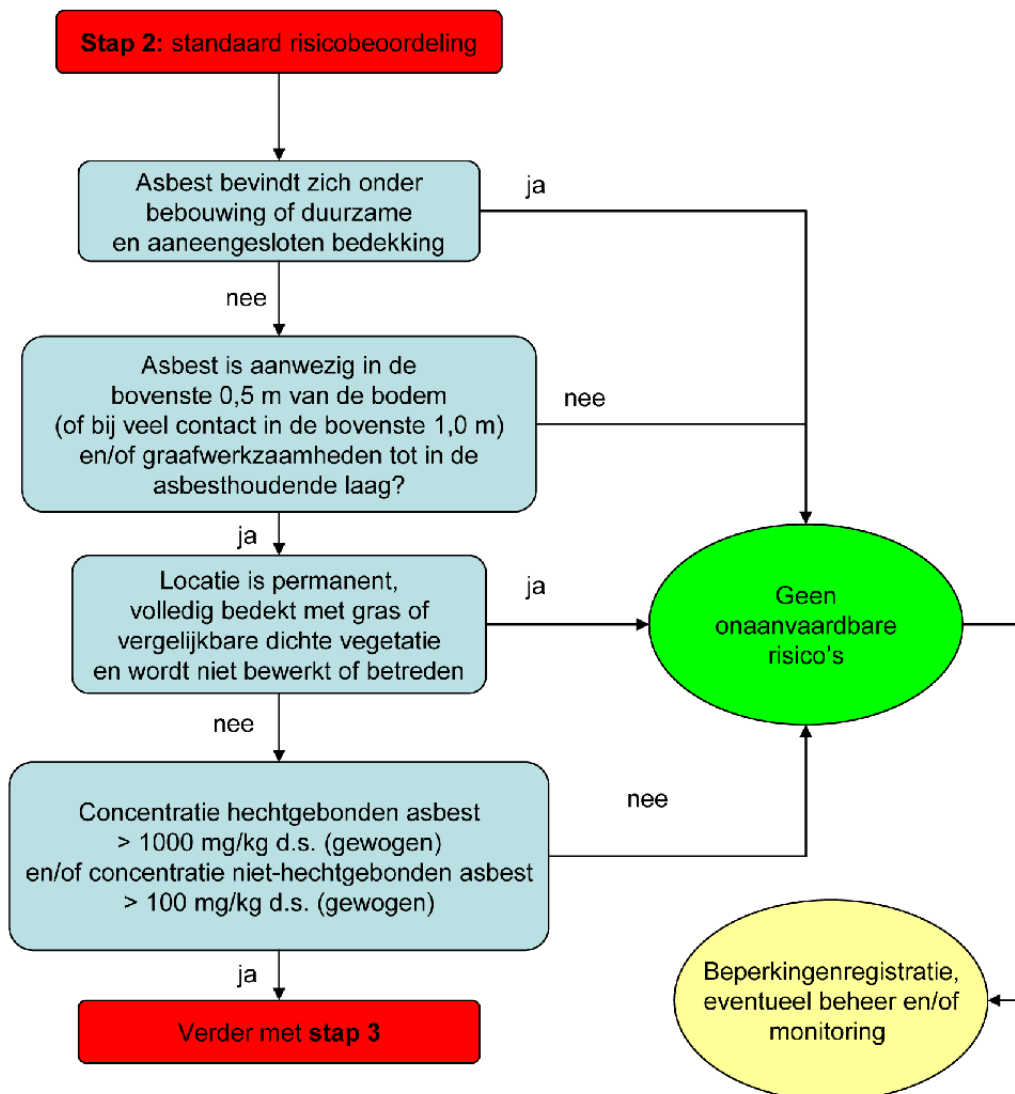 Stap 2: standaard risicobeoordeling
Asbest bevindt zich onder
bebouwing of duurzame
en aaneengesloten bedekking
ja
nee
Asbest is aanwezig in de
bovenste 0,5 m van de bodem
(of bij veel contact in de bovenste 1,0 m)
en/of graafwerkzaamheden tot in de
asbesthoudende laag?
nee
ja
Locatie is permanent,
volledig bedekt met gras of
vergelijkbare dichte vegetatie
en wordt niet bewerkt of betreden
ja
Geen
onaanvaardbare
risico's
nee
Concentratie hechtgebonden asbest
> 1000 mg/kg d.s. (gewogen)
en/of concentratie niet-hechtgebonden asbest
> 100 mg/kg d.s. (gewogen)
nee
ja
Beperkingenregistratie,
eventueel beheer en/of
monitoring
Verder met stap 3